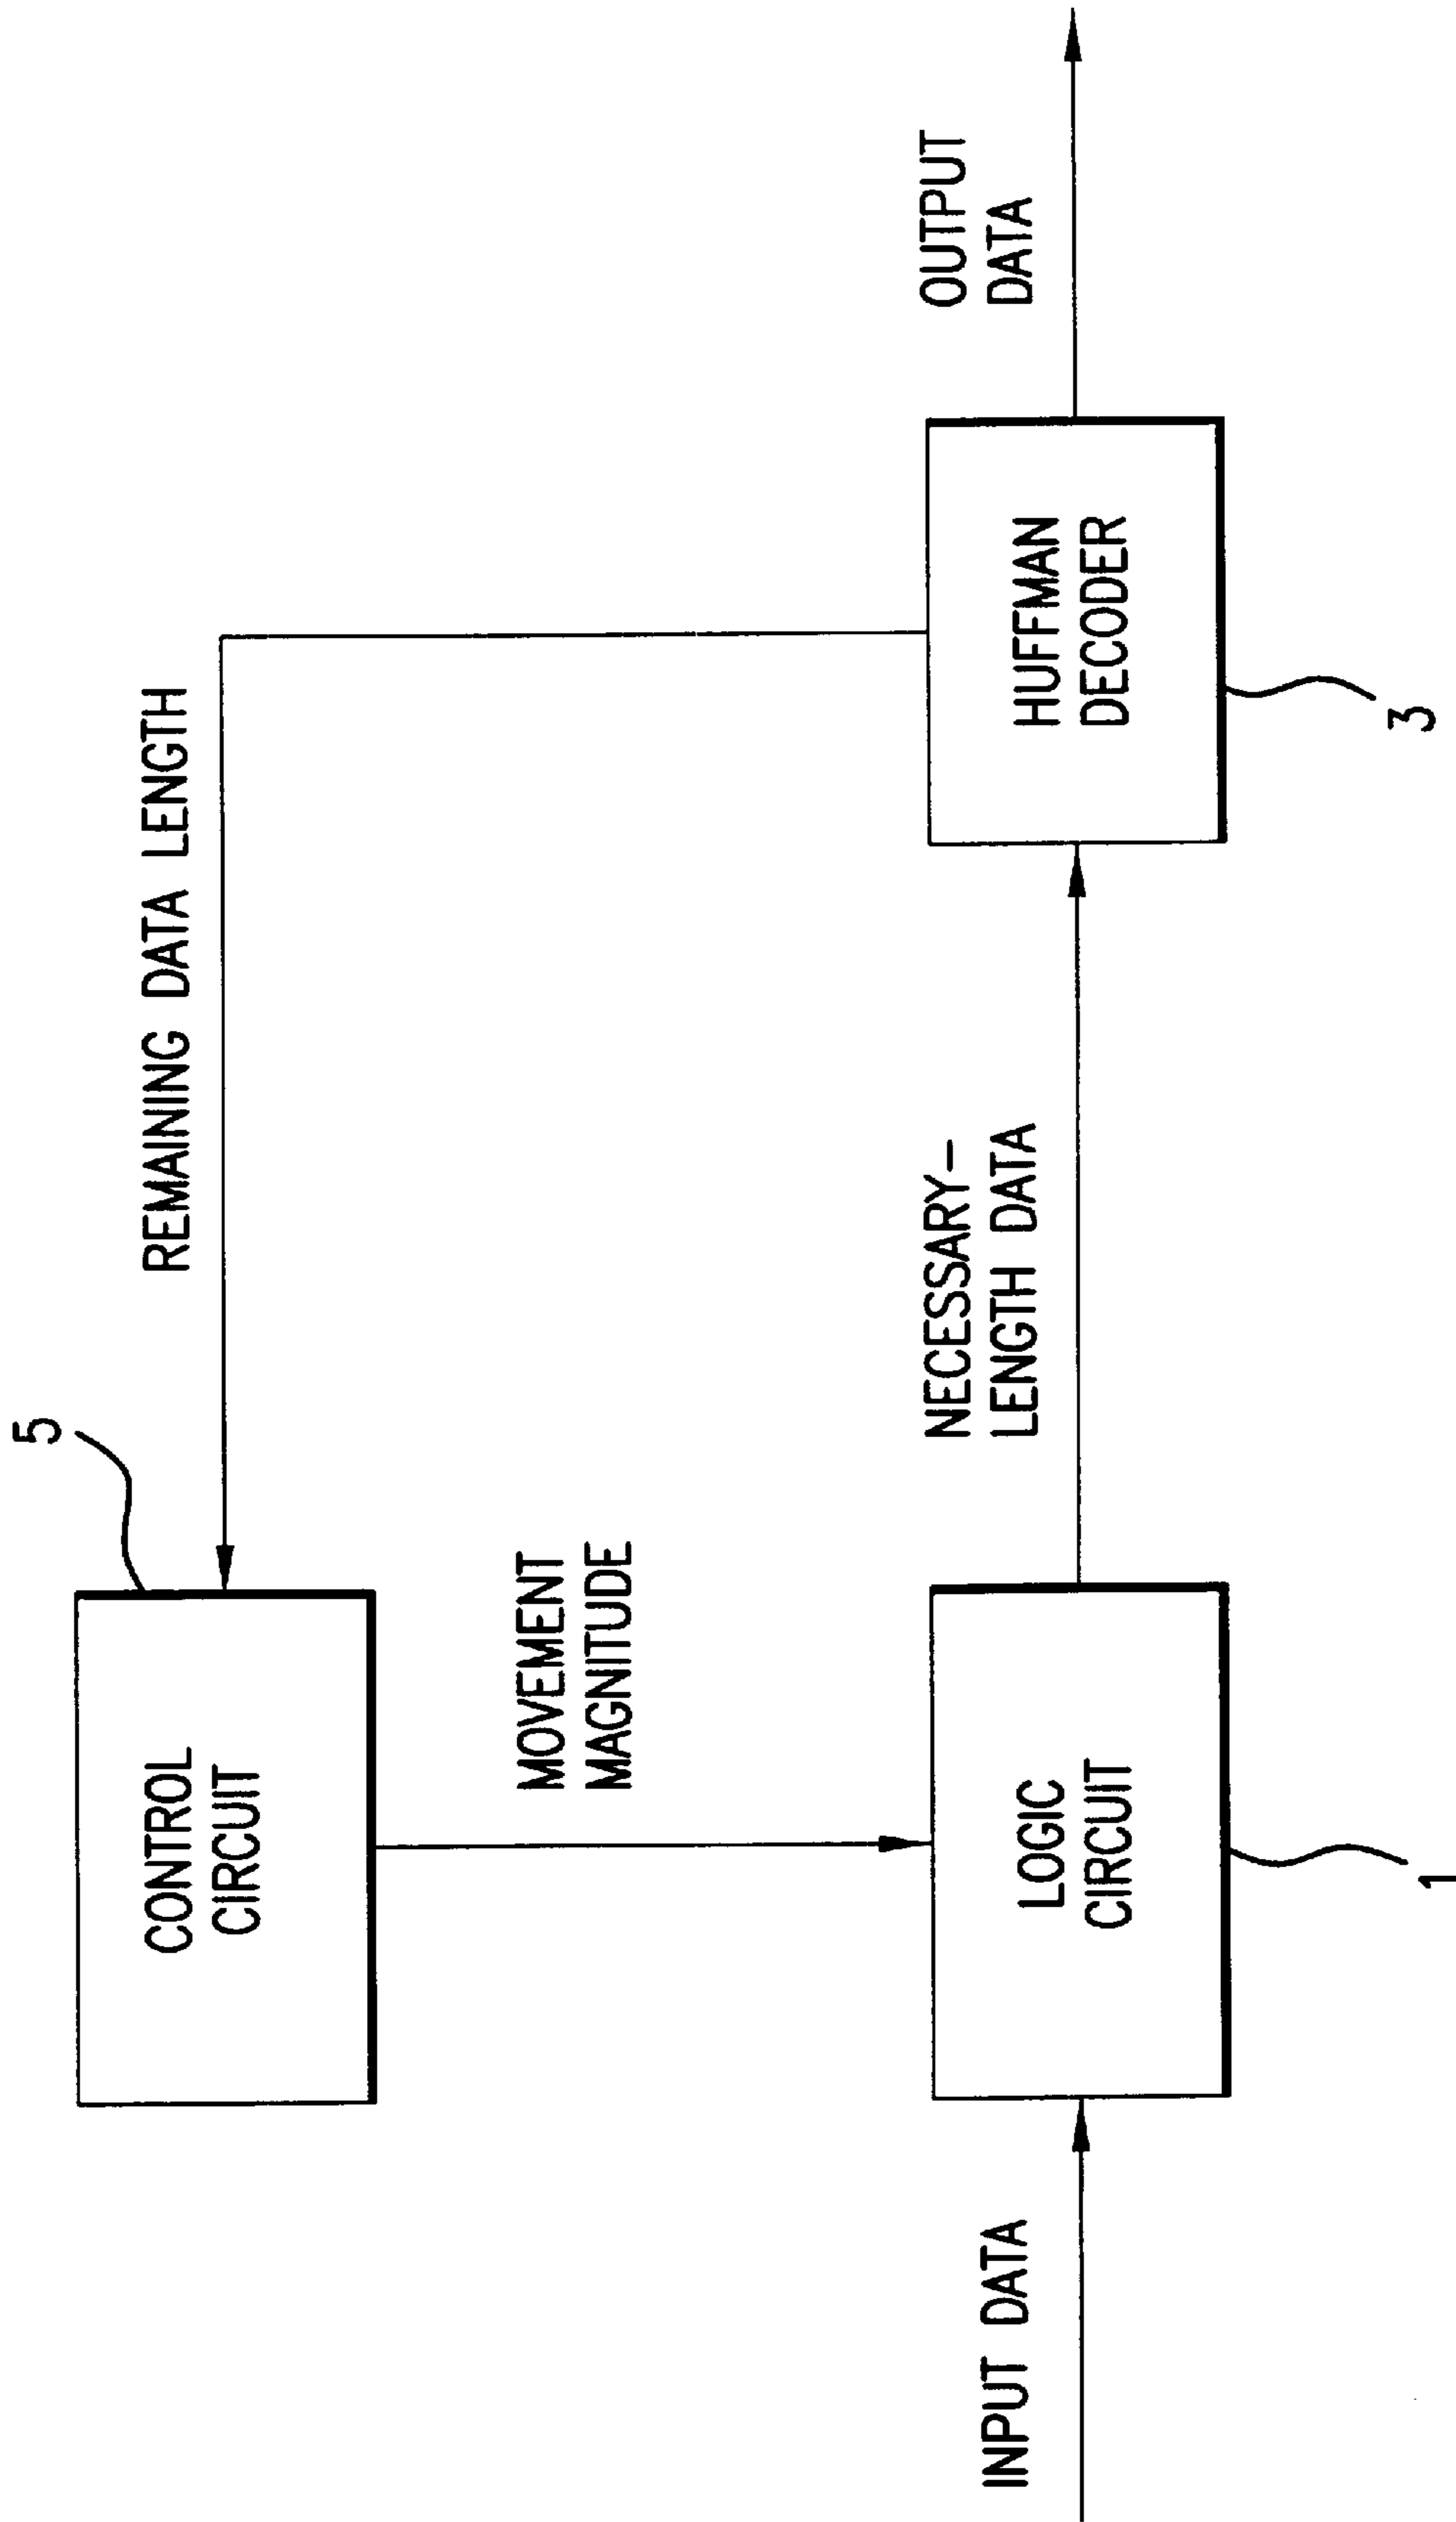 5
CONTROL
CIRCUIT
REMAINING DATA LENGTH
MOVEMENT
MAGNITUDE
INPUT DATA
LOGIC
CIRCUIT
1
NECESSARY-
LENGTH DATA
HUFFMAN
DECODER
3
OUTPUT
DATA